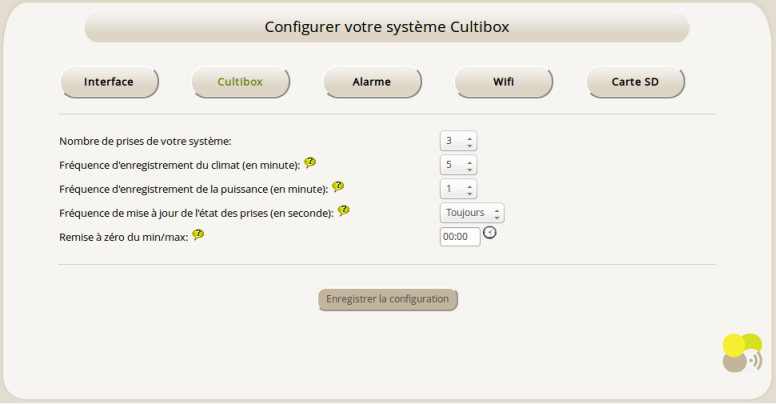 Configurer votre système Cultibox
Interface Cultibox Alarme Wifi Carte SD
Nombre de prises de votre système: 3
Fréquence d'enregistrement du climat (en minute): ? 5
Fréquence d'enregistrement de la puissance (en minute): ? 1
Fréquence de mise à jour de l'état des prises (en seconde): ? Toujours
Remise à zéro du min/max: ? 00:00
Enregistrer la configuration